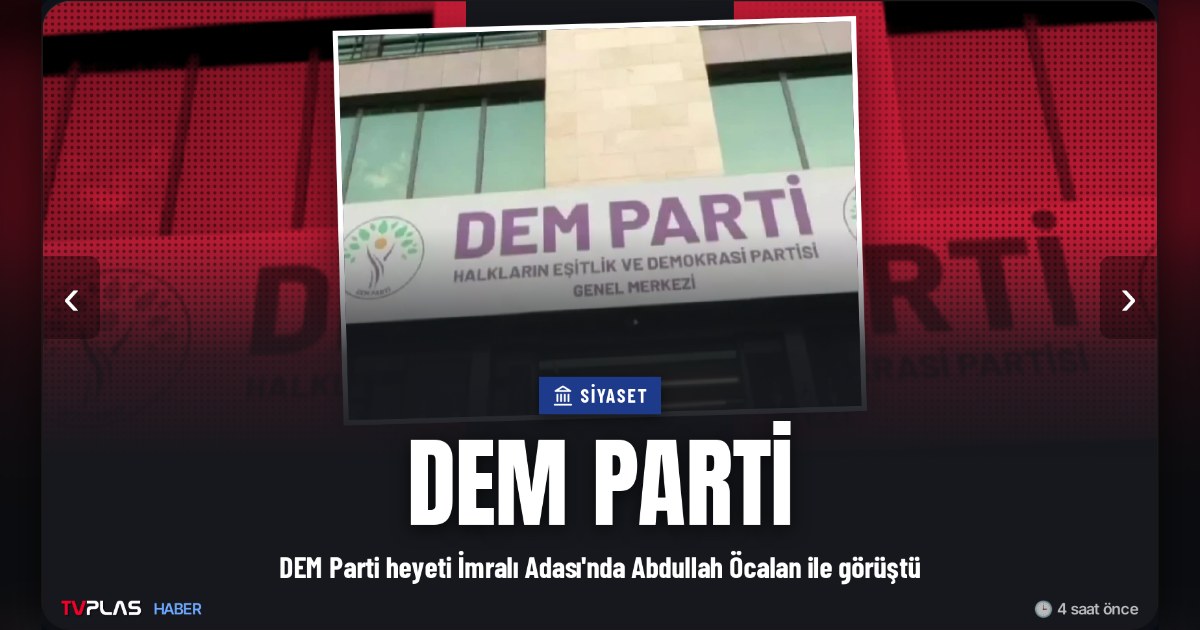 DEM PARTİ
HALKLARIN EŞİTLİK VE DEMOKRASİ PARTİSİ
GENEL MERKEZİ
DEM PARTİ
SİYASET
DEM PARTİ
DEM Parti heyeti İmralı Adası'nda Abdullah Öcalan ile görüştü
TVPLAS HABER
4 saat önce